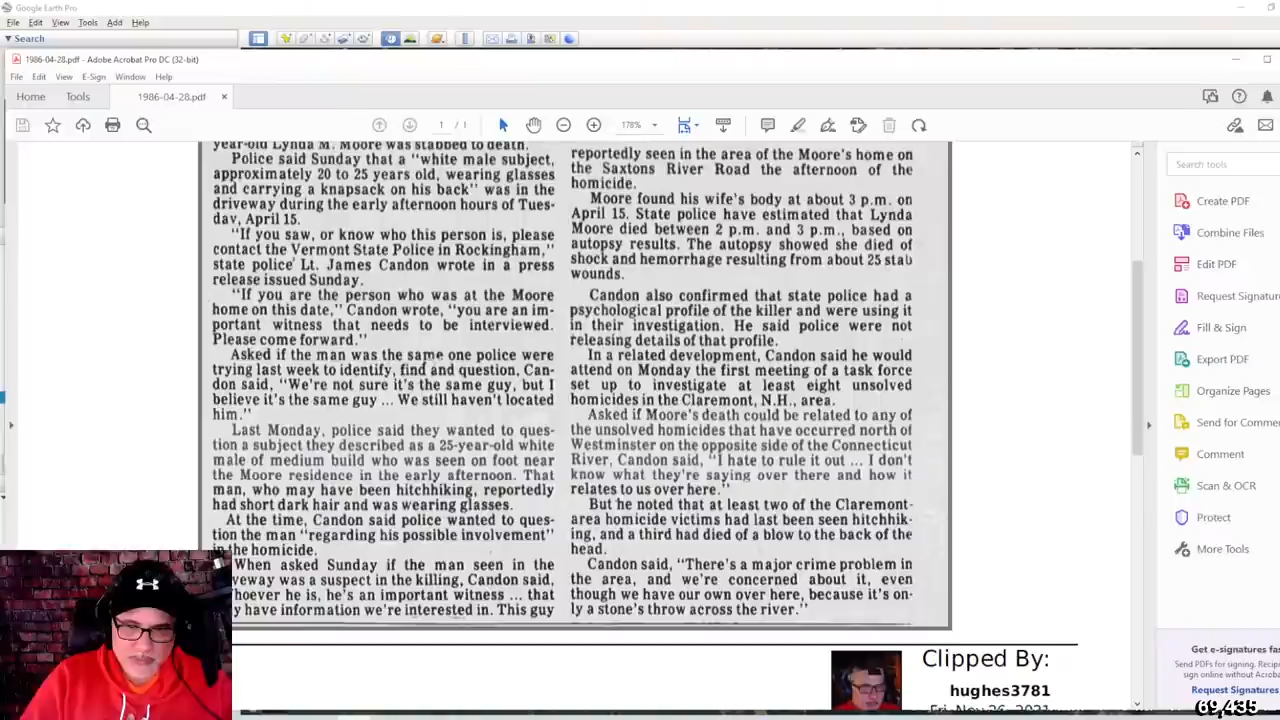 Google Earth Pro
File Edit View Tools Add Help
Search
1986-04-28.pdf - Adobe Acrobat Pro DC (32-bit)
File Edit View E-Sign Window Help
Home Tools 1986-04-28.pdf
1 / 1 178%
year-old Lynda M. Moore was stabbed to death.
Police said Sunday that a "white male subject,
approximately 20 to 25 years old, wearing glasses
and carrying a knapsack on his back" was in the
driveway during the early afternoon hours of Tues-
day, April 15.
"If you saw, or know who this person is, please
contact the Vermont State Police in Rockingham,"
state police Lt. James Candon wrote in a press
release issued Sunday.
"If you are the person who was at the Moore
home on this date," Candon wrote, "you are an im-
portant witness that needs to be interviewed.
Please come forward."
Asked if the man was the same one police were
trying last week to identify, find and question, Can-
don said, "We're not sure it's the same guy, but I
believe it's the same guy ... We still haven't located
him."
Last Monday, police said they wanted to ques-
tion a subject they described as a 25-year-old white
male of medium build who was seen on foot near
the Moore residence in the early afternoon. That
man, who may have been hitchhiking, reportedly
had short dark hair and was wearing glasses.
At the time, Candon said police wanted to ques-
tion the man "regarding his possible involvement"
in the homicide.
When asked Sunday if the man seen in the
veway was a suspect in the killing, Candon said,
hoever he is, he's an important witness ... that
y have information we're interested in. This guy
reportedly seen in the area of the Moore's home on
the Saxtons River Road the afternoon of the
homicide.
Moore found his wife's body at about 3 p.m. on
April 15. State police have estimated that Lynda
Moore died between 2 p.m. and 3 p.m., based on
autopsy results. The autopsy showed she died of
shock and hemorrhage resulting from about 25 stab
wounds.
Candon also confirmed that state police had a
psychological profile of the killer and were using it
in their investigation. He said police were not
releasing details of that profile.
In a related development, Candon said he would
attend on Monday the first meeting of a task force
set up to investigate at least eight unsolved
homicides in the Claremont, N.H., area.
Asked if Moore's death could be related to any of
the unsolved homicides that have occurred north of
Westminster on the opposite side of the Connecticut
River, Candon said, "I hate to rule it out ... I don't
know what they're saying over there and how it
relates to us over here."
But he noted that at least two of the Claremont-
area homicide victims had last been seen hitchhik-
ing, and a third had died of a blow to the back of the
head.
Candon said, "There's a major crime problem in
the area, and we're concerned about it, even
though we have our own over here, because it's on-
ly a stone's throw across the river."
Clipped By:
hughes3781
Fri, Nov 26, 2021
Search tools
Create PDF
Combine Files
Edit PDF
Request Signatur
Fill & Sign
Export PDF
Organize Pages
Send for Comme
Comment
Scan & OCR
Protect
More Tools
Get e-signatures fas
Send PDFs for signing. Recip
sign online without Acroba
Request Signatures
69,435